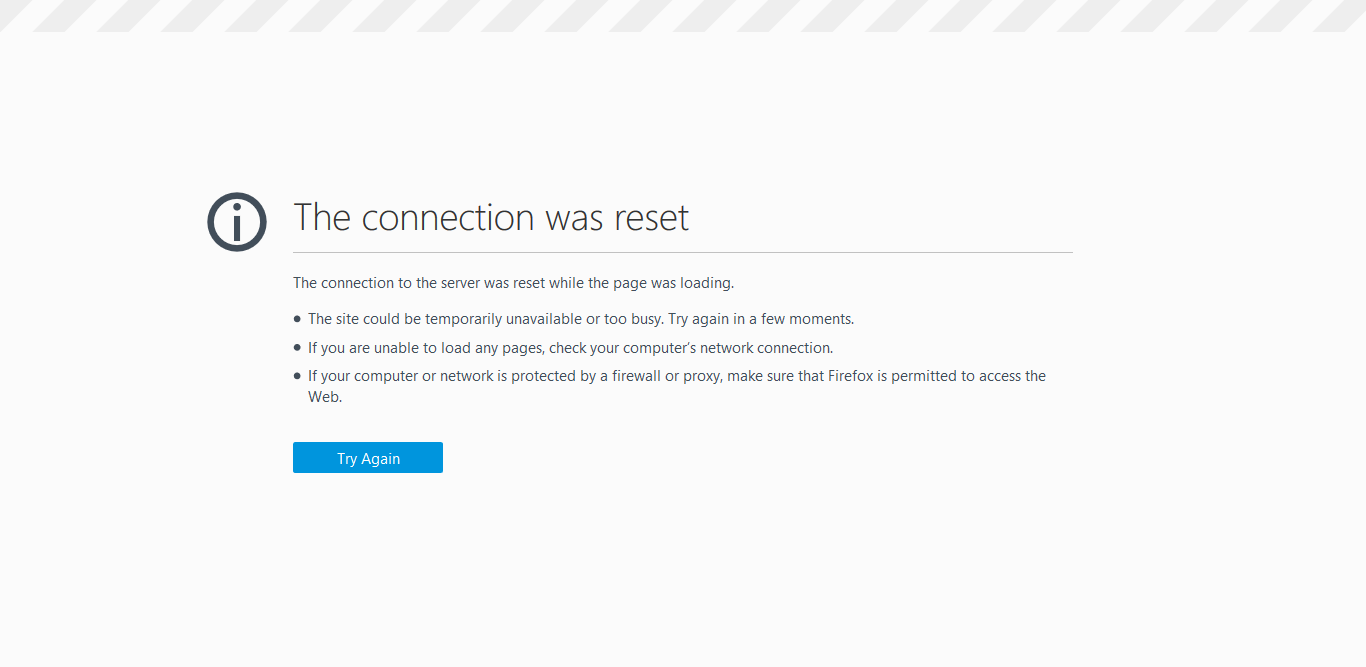 The connection was reset
The connection to the server was reset while the page was loading.
The site could be temporarily unavailable or too busy. Try again in a few moments.
If you are unable to load any pages, check your computer’s network connection.
If your computer or network is protected by a firewall or proxy, make sure that Firefox is permitted to access the
Web.
Try Again